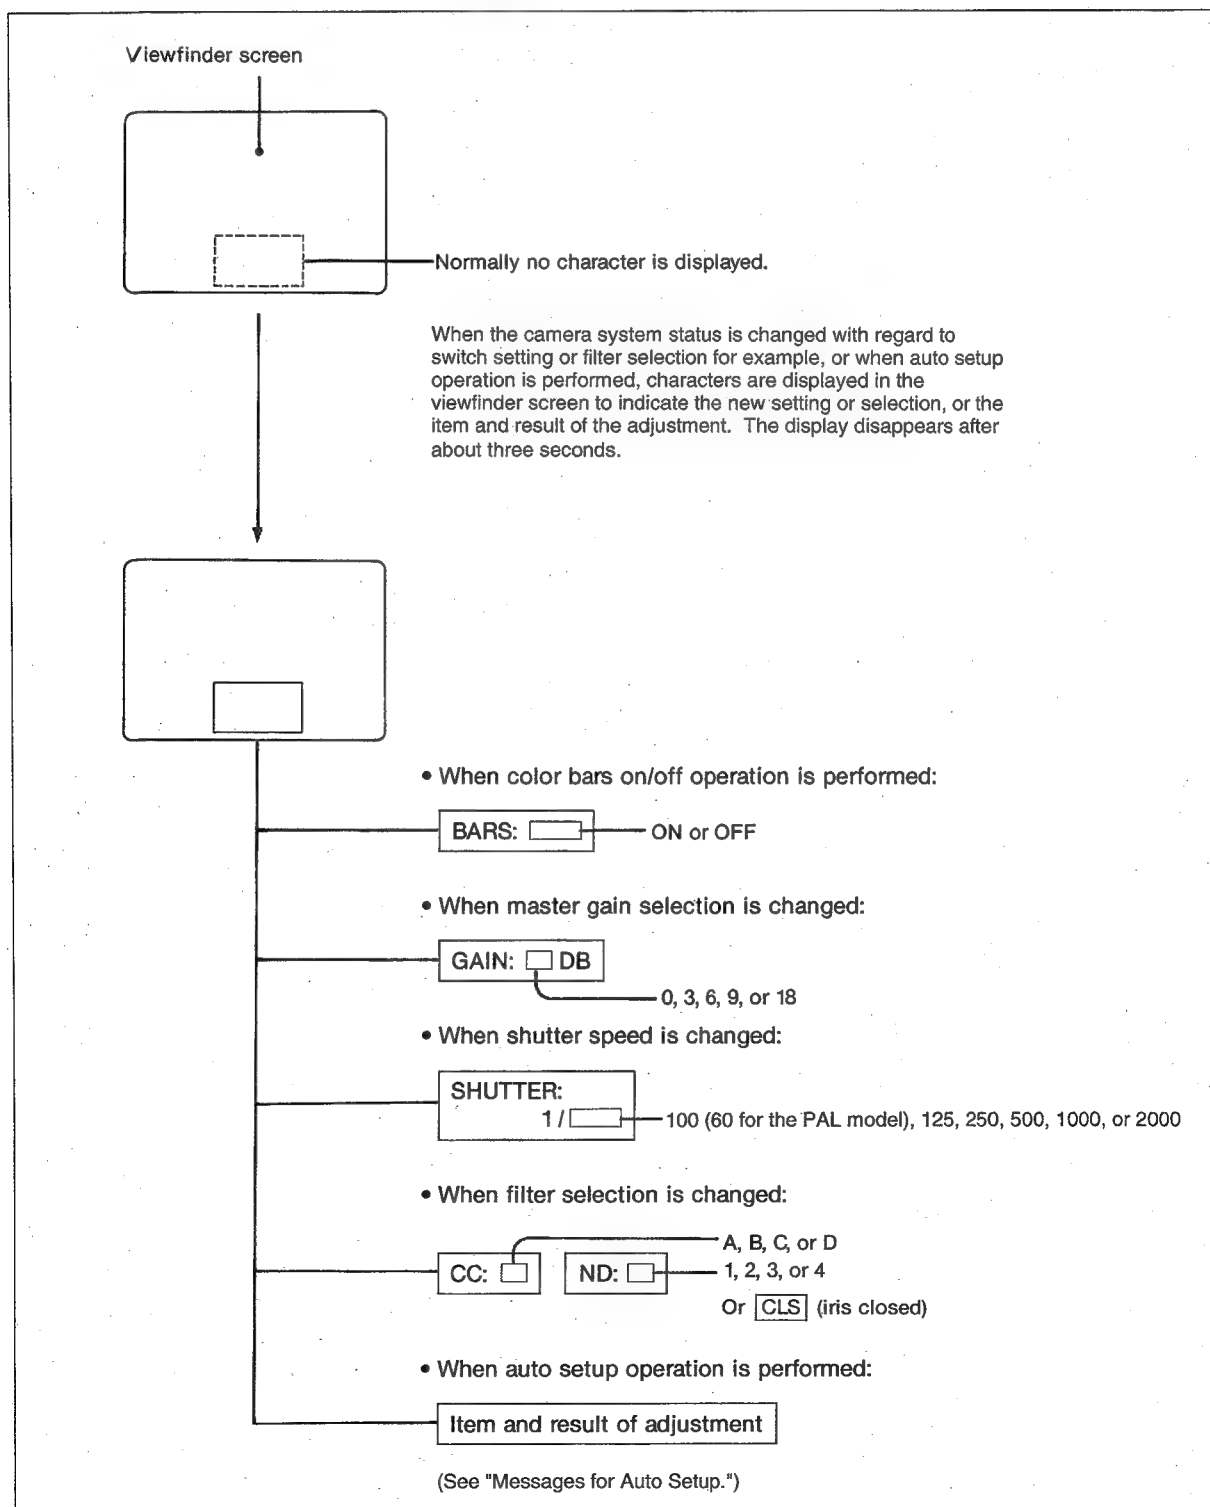 Viewfinder screen
Normally no character is displayed.
When the camera system status is changed with regard to
switch setting or filter selection for example, or when auto setup
operation is performed, characters are displayed in the
viewfinder screen to indicate the new setting or selection, or the
item and result of the adjustment. The display disappears after
about three seconds.
• When color bars on/off operation is performed:
BARS: ON or OFF
• When master gain selection is changed:
GAIN: DB
0, 3, 6, 9, or 18
• When shutter speed is changed:
SHUTTER:
1/ 100 (60 for the PAL model), 125, 250, 500, 1000, or 2000
• When filter selection is changed:
A, B, C, or D
CC: ND: 1, 2, 3, or 4
Or CLS (iris closed)
• When auto setup operation is performed:
Item and result of adjustment
(See "Messages for Auto Setup.")